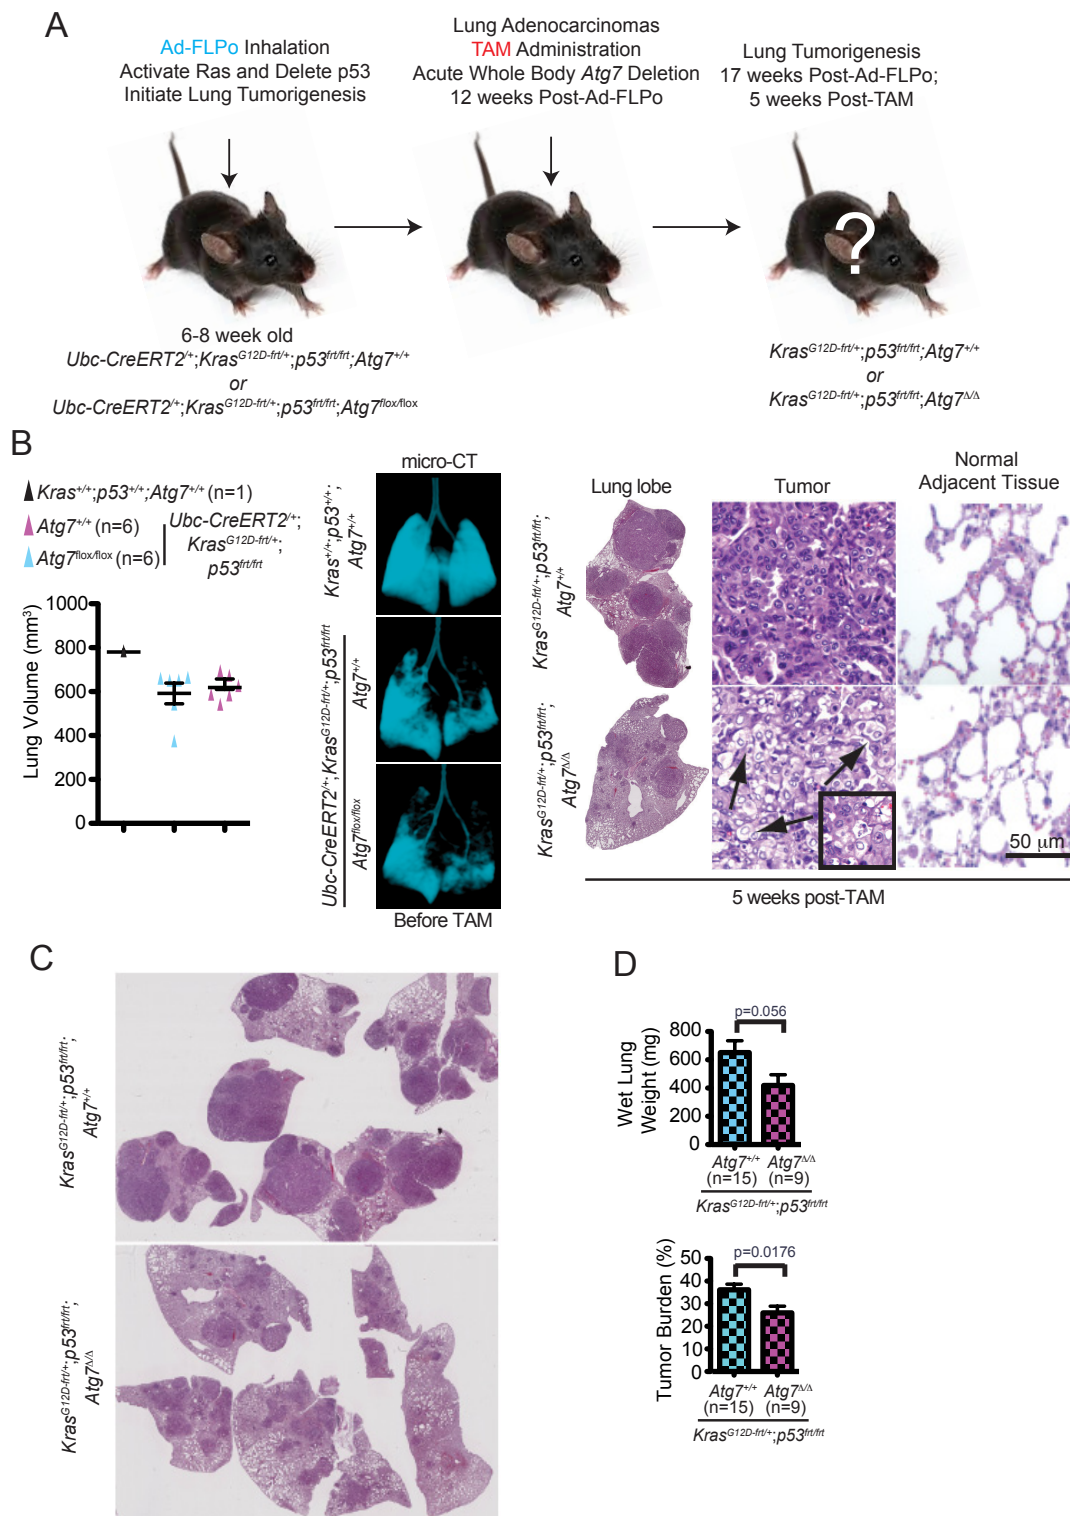 A
Ad-FLPo Inhalation
Activate Ras and Delete p53
Initiate Lung Tumorigenesis
Lung Adenocarcinomas
TAM Administration
Acute Whole Body Atg7 Deletion
12 weeks Post-Ad-FLPo
Lung Tumorigenesis
17 weeks Post-Ad-FLPo;
5 weeks Post-TAM
?
6-8 week old
Ubc-CreERT2/+;KrasG12D-frt/+;p53frt/frt;Atg7+/+
or
Ubc-CreERT2/+;KrasG12D-frt/+;p53frt/frt;Atg7flox/flox
KrasG12D-frt/+;p53frt/frt;Atg7+/+
or
KrasG12D-frt/+;p53frt/frt;Atg7Δ/Δ
B
Kras+/+;p53+/+;Atg7+/+ (n=1)
Atg7+/+ (n=6)
Atg7flox/flox (n=6)
Ubc-CreERT2/+;
KrasG12D-frt/+;
p53frt/frt
Lung Volume (mm3)
1000
800
600
400
200
0
micro-CT
Kras+/+;p53+/+;
Atg7+/+
Ubc-CreERT2/+;KrasG12D-frt/+;p53frt/frt
Atg7+/+
Atg7flox/flox
Before TAM
Lung lobe
Tumor
Normal
Adjacent Tissue
KrasG12D-frt/+;p53frt/frt;
Atg7+/+
KrasG12D-frt/+;p53frt/frt;
Atg7Δ/Δ
50 μm
5 weeks post-TAM
C
KrasG12D-frt/+;p53frt/frt;
Atg7+/+
KrasG12D-frt/+;p53frt/frt;
Atg7Δ/Δ
D
p=0.056
Wet Lung
Weight (mg)
800
600
400
200
0
Atg7+/+ Atg7Δ/Δ
(n=15) (n=9)
KrasG12D-frt/+;p53frt/frt
p=0.0176
Tumor Burden (%)
50
40
30
20
10
0
Atg7+/+ Atg7Δ/Δ
(n=15) (n=9)
KrasG12D-frt/+;p53frt/frt